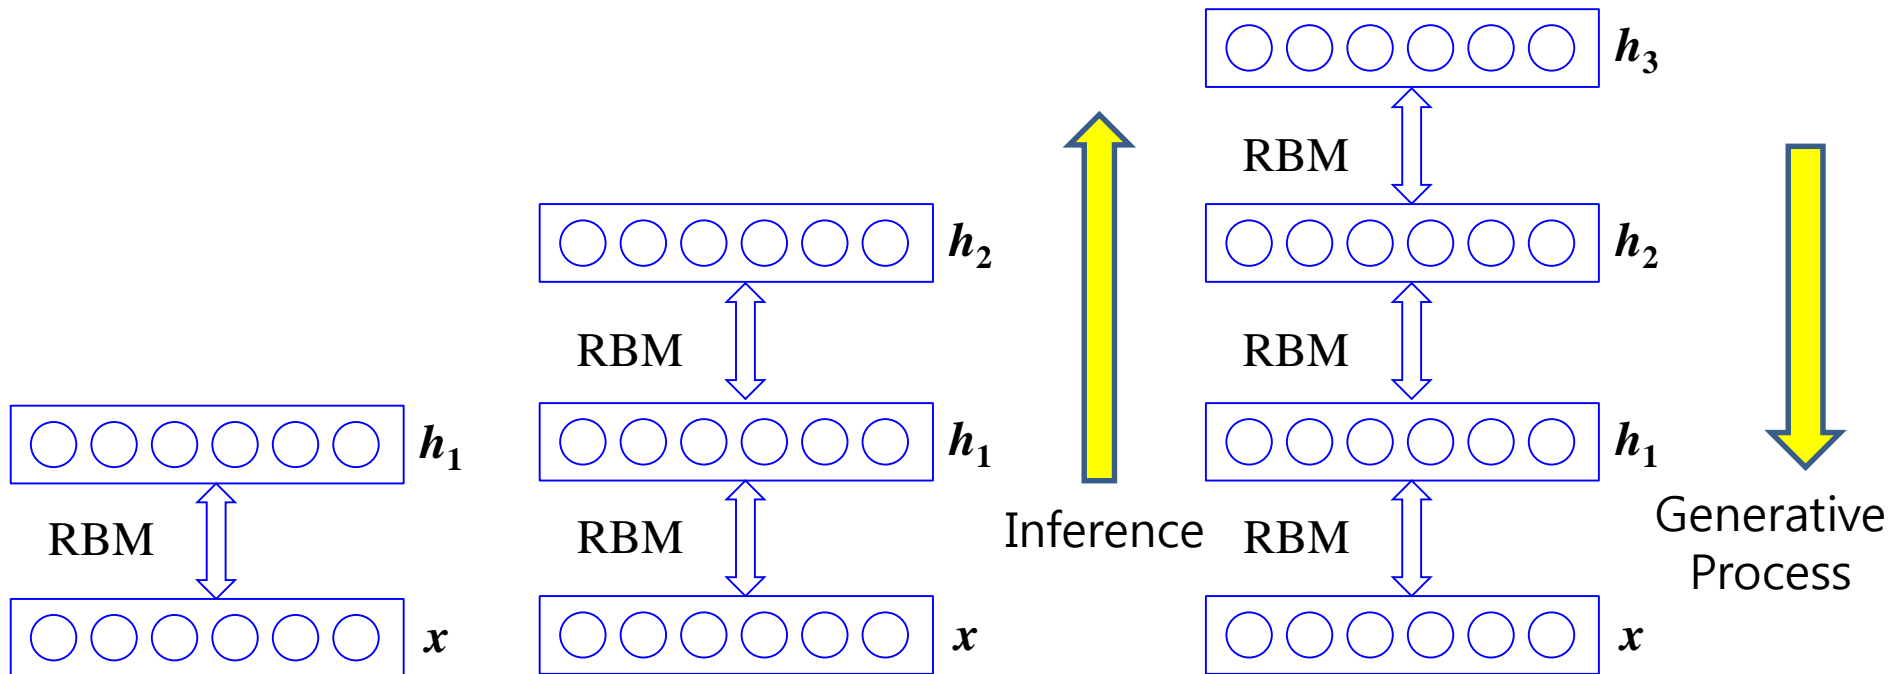 h₁
RBM
x
h₂
RBM
h₁
RBM
x
Inference
h₃
RBM
h₂
RBM
h₁
RBM
x
Generative
Process